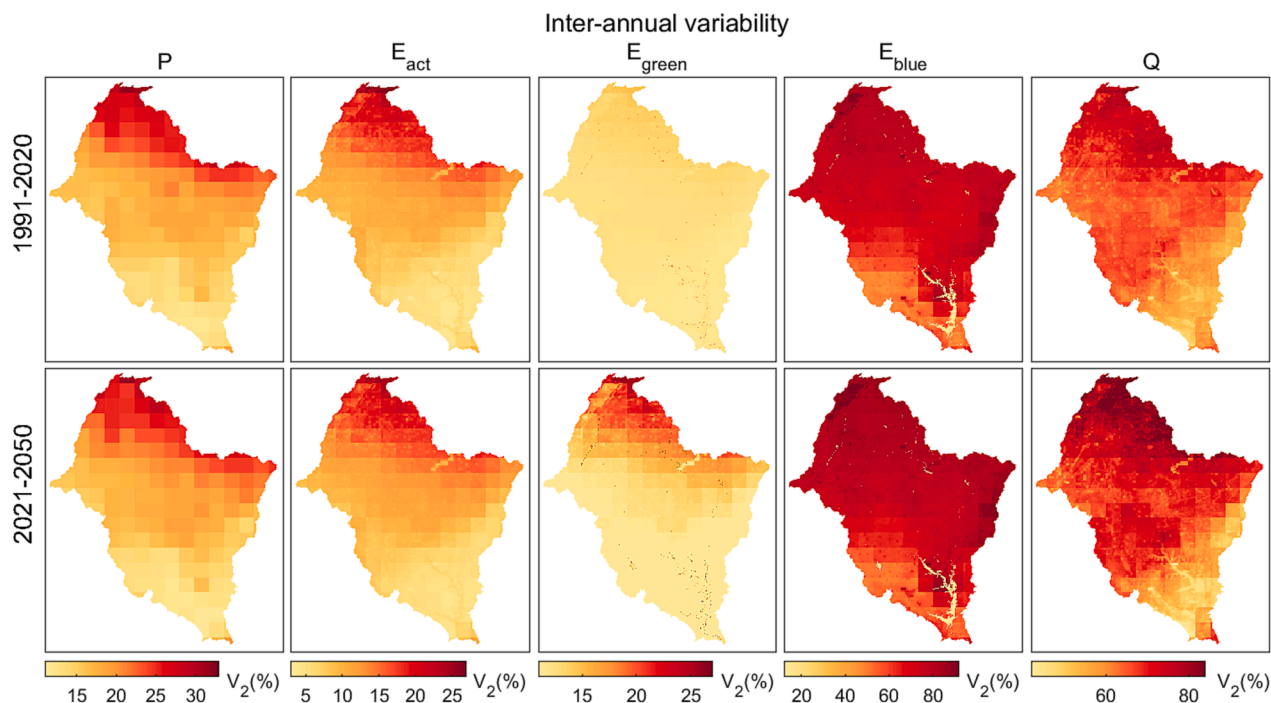 Inter-annual variability
P
E_act
E_green
E_blue
Q
1991-2020
2021-2050
15 20 25 30 V_2(%)
5 10 15 20 25 V_2(%)
15 20 25 V_2(%)
20 40 60 80 V_2(%)
60 80 V_2(%)